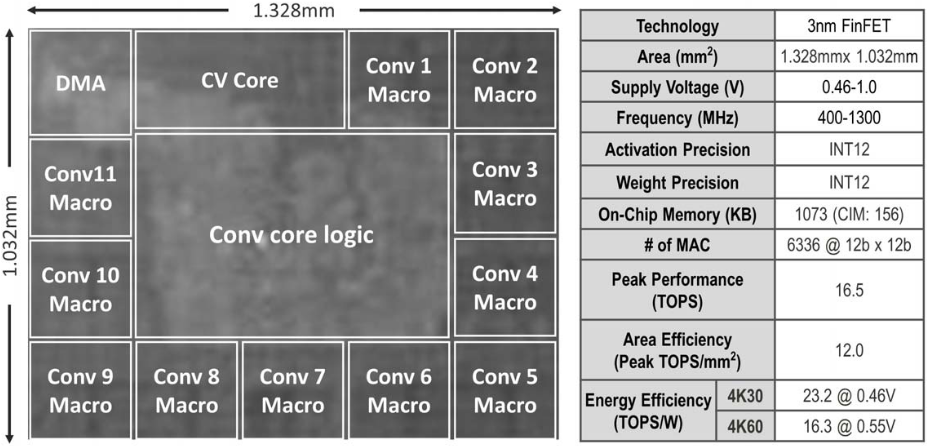 1.328mm
1.032mm
DMA
CV Core
Conv 1
Macro
Conv 2
Macro
Conv11
Macro
Conv 3
Macro
Conv core logic
Conv 10
Macro
Conv 4
Macro
Conv 9
Macro
Conv 8
Macro
Conv 7
Macro
Conv 6
Macro
Conv 5
Macro
Technology 3nm FinFET
Area (mm²) 1.328mmx 1.032mm
Supply Voltage (V) 0.46-1.0
Frequency (MHz) 400-1300
Activation Precision INT12
Weight Precision INT12
On-Chip Memory (KB) 1073 (CIM: 156)
# of MAC 6336 @ 12b x 12b
Peak Performance
(TOPS) 16.5
Area Efficiency
(Peak TOPS/mm²) 12.0
Energy Efficiency
(TOPS/W)
4K30 23.2 @ 0.46V
4K60 16.3 @ 0.55V